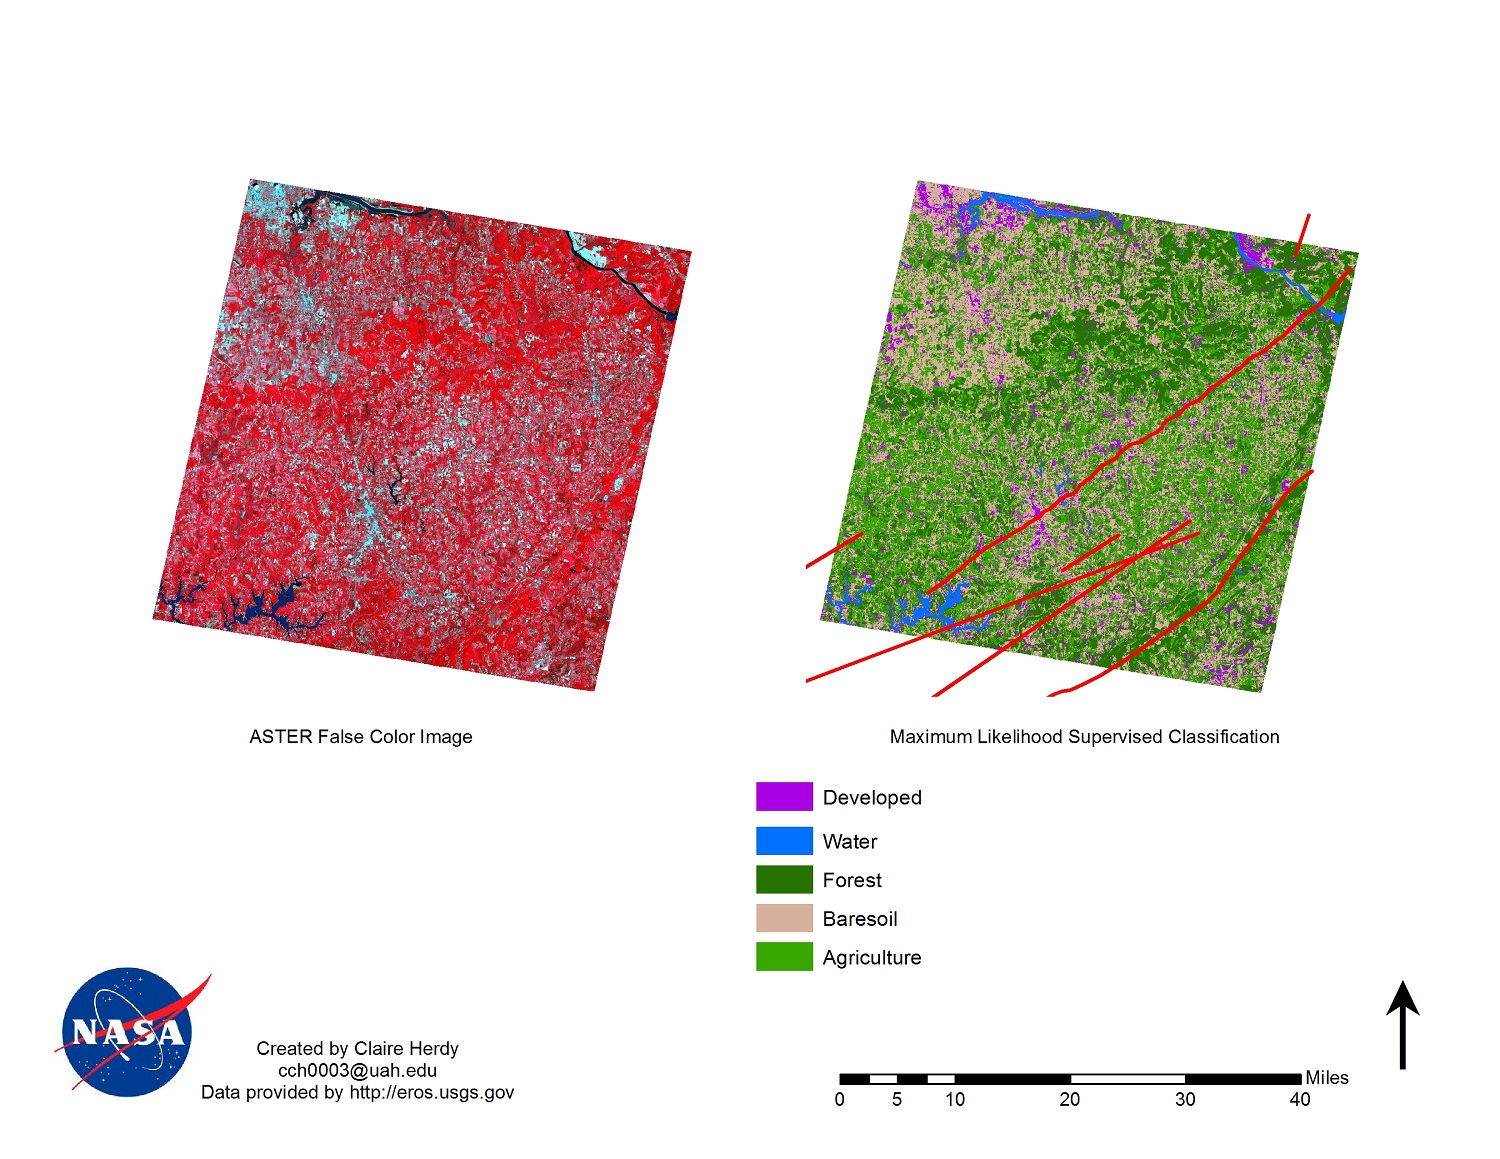 ASTER False Color Image
Maximum Likelihood Supervised Classification
Developed
Water
Forest
Baresoil
Agriculture
NASA
Created by Claire Herdy
cch0003@uah.edu
Data provided by http://eros.usgs.gov
Miles
0 5 10 20 30 40